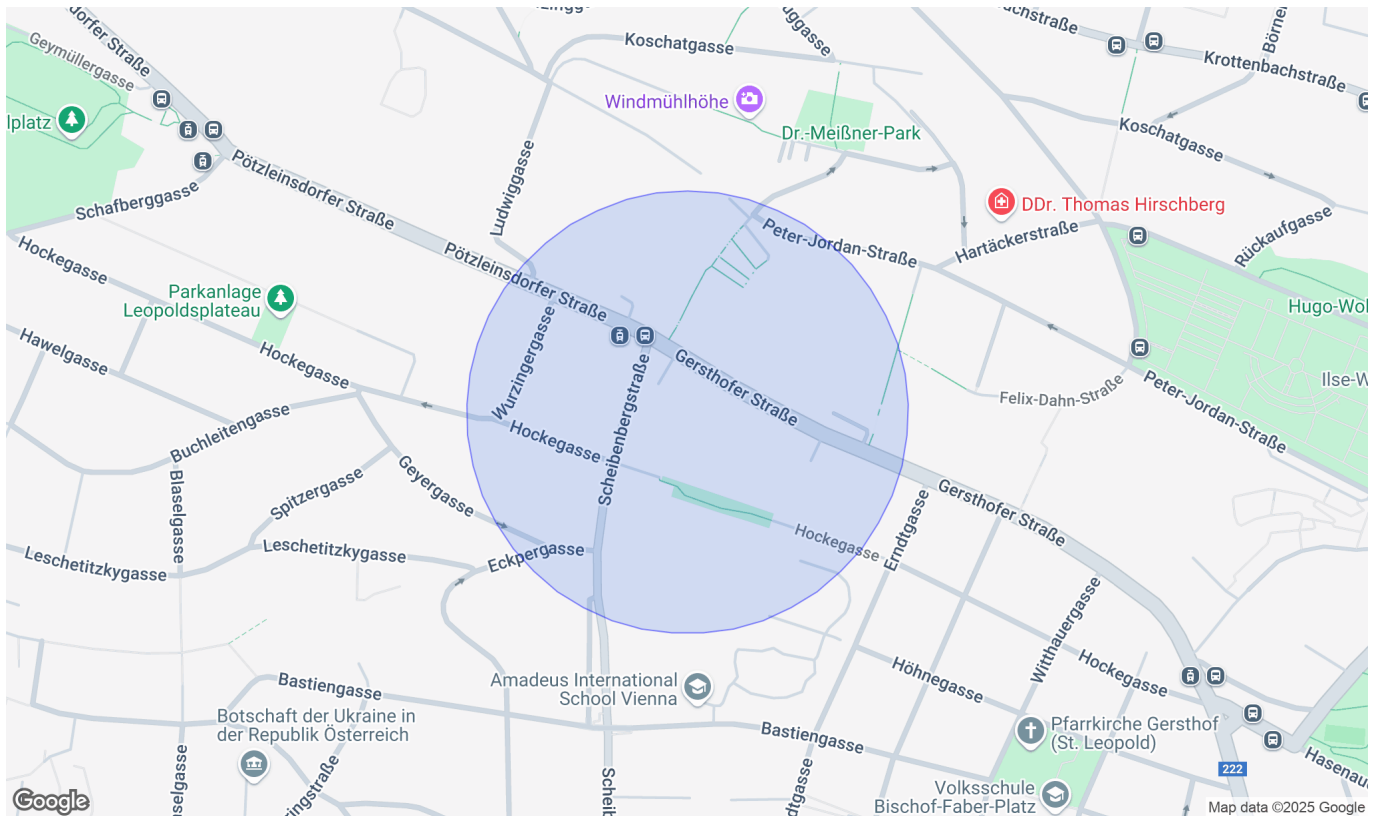 Koschatgasse
Krottenbachstraße
Geymüllergasse
Windmühlhöhe
lplatz
Koschatgasse
Dr.-Meißner-Park
Pötzleinsdorfer Straße
Ludwiggasse
Schafberggasse
DDr. Thomas Hirschberg
Peter-Jordan-Straße
Hartäckerstraße
Rückaufgasse
Hockegasse
Pötzleinsdorfer Straße
Parkanlage
Leopoldsplateau
Hugo-Wol
Hawelgasse
Hockegasse
Wurzingergasse
Gersthofer Straße
Ilse-W
Felix-Dahn-Straße
Peter-Jordan-Straße
Buchleitengasse
Hockegasse
Scheibenbergstraße
Geyergasse
Spitzergasse
Blaselgasse
Gersthofer Straße
Erndtgasse
Hockegasse
Leschetitzkygasse
Leschetitzkygasse
Eckpergasse
Witthauergasse
Hockegasse
Höhnegasse
Bastiengasse
Amadeus International
School Vienna
Botschaft der Ukraine in
der Republik Österreich
Bastiengasse
Pfarrkirche Gersthof
(St. Leopold)
222
Hasenau
Volksschule
Bischof-Faber-Platz
Google
Map data ©2025 Google